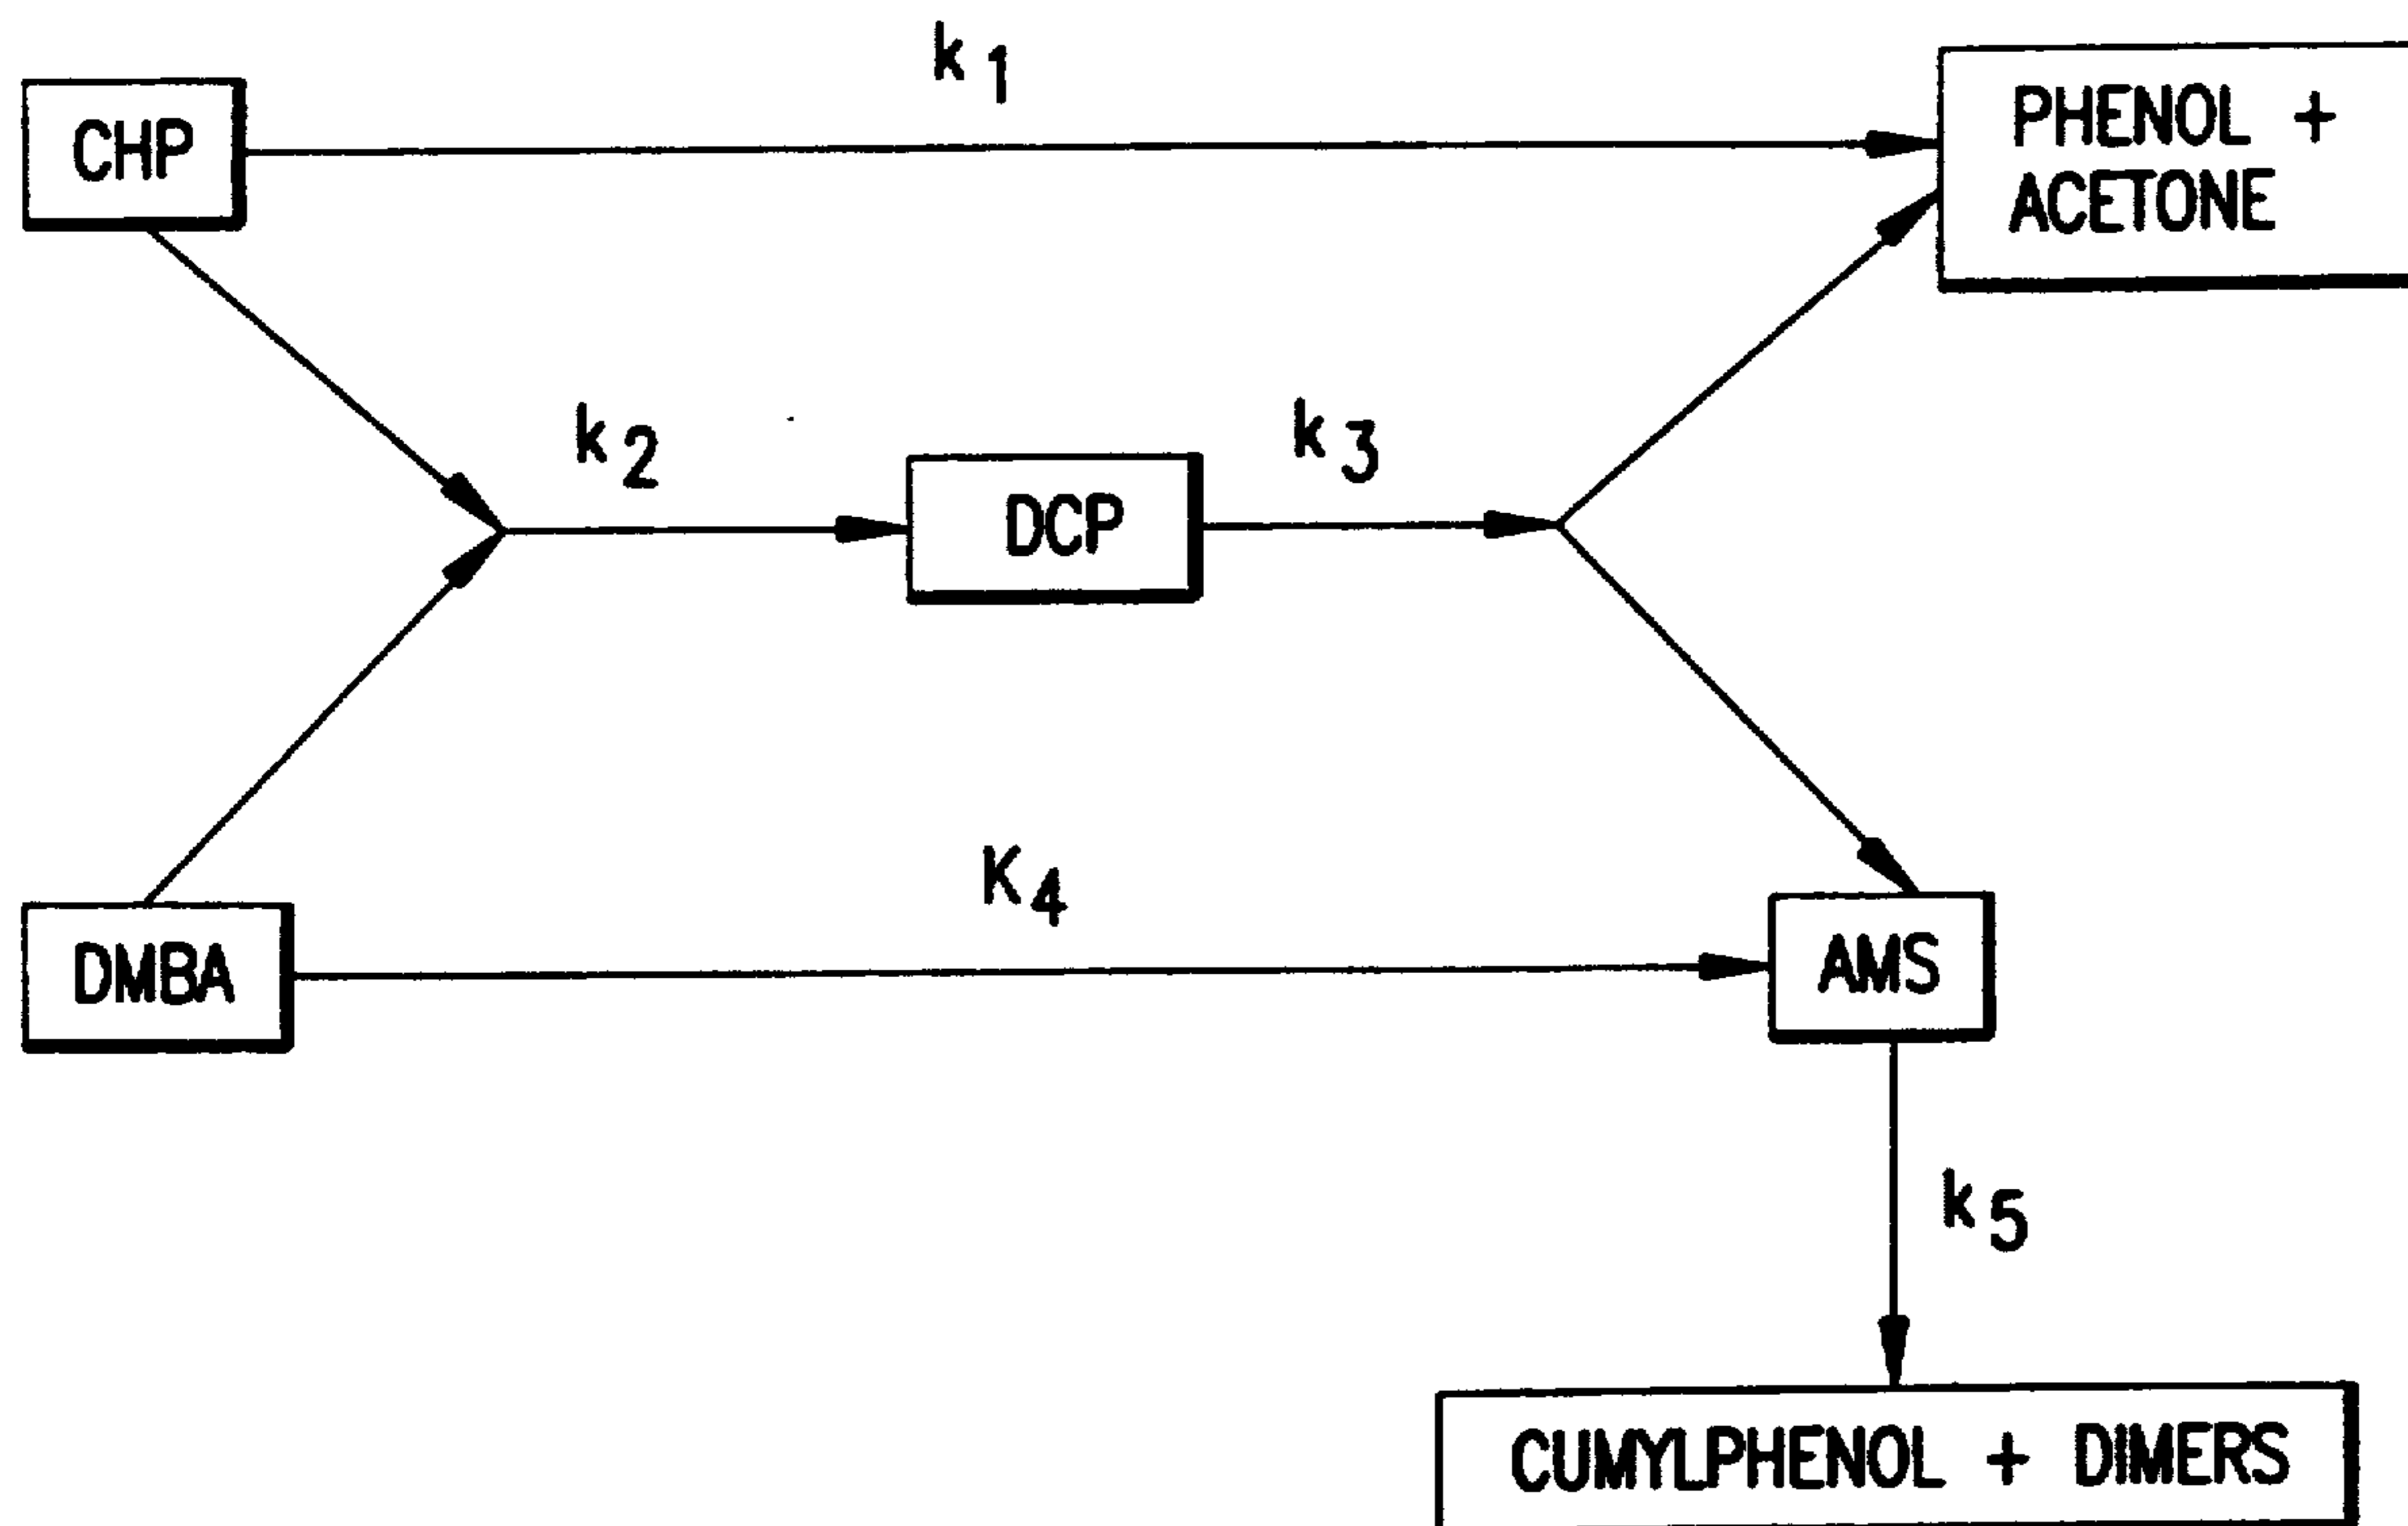 k1
CHP
PHENOL +
ACETONE
k2
k3
DCP
K4
DMBA
AMS
k5
CUMYLPHENOL + DIMERS